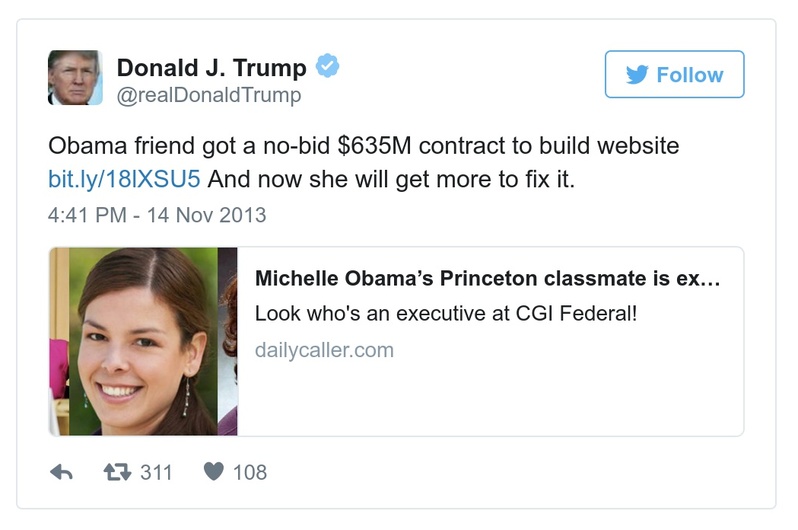 Donald J. Trump
@realDonaldTrump
Follow
Obama friend got a no-bid $635M contract to build website
bit.ly/18lXSU5 And now she will get more to fix it.
4:41 PM - 14 Nov 2013
Michelle Obama’s Princeton classmate is ex...
Look who's an executive at CGI Federal!
dailycaller.com
311 108